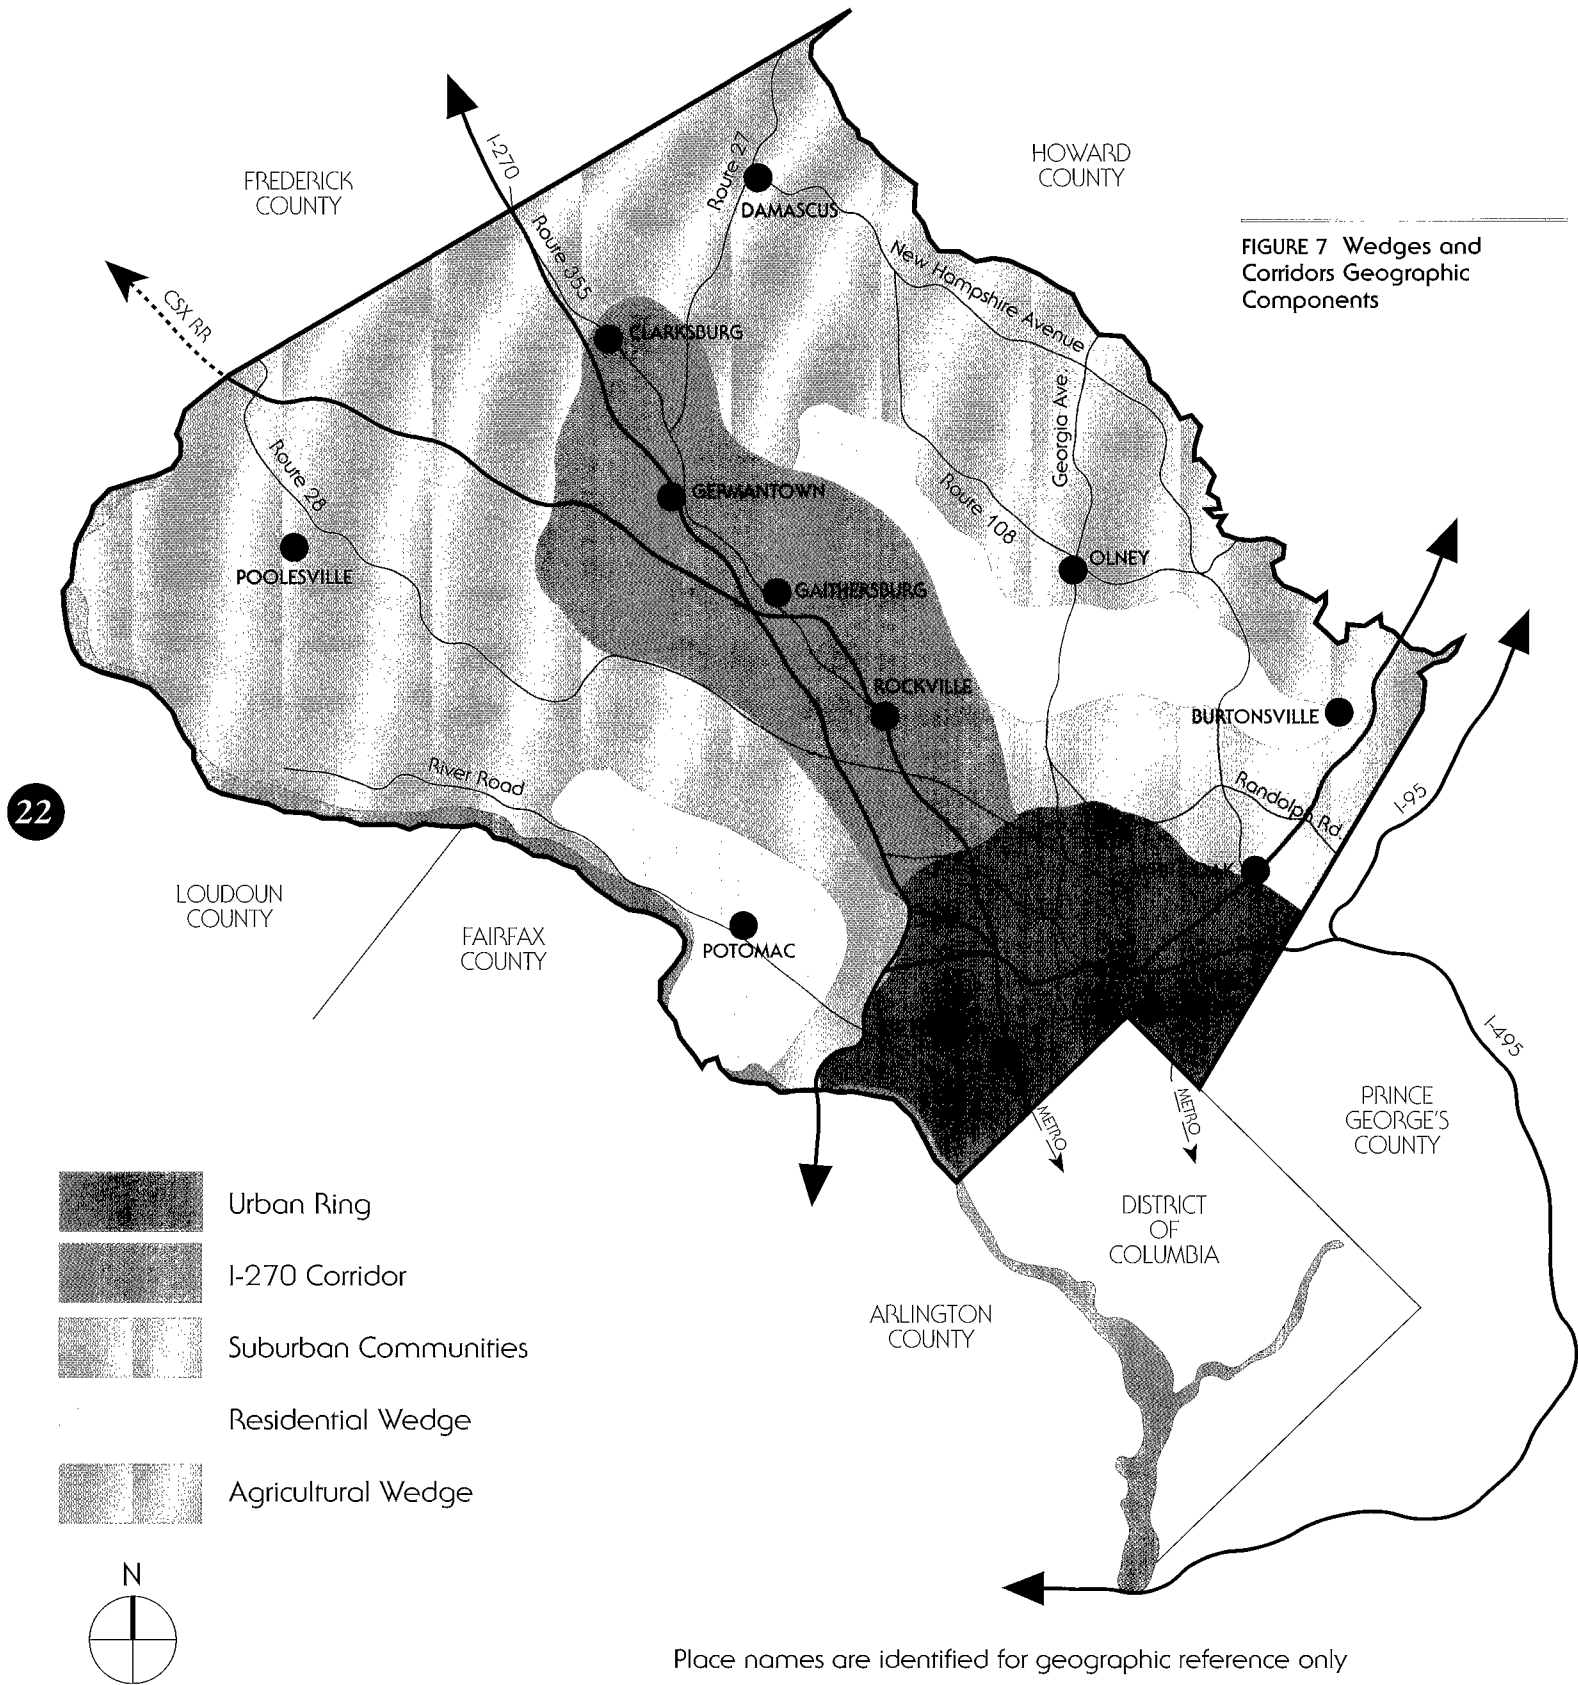 I-270
HOWARD
COUNTY
FREDERICK
COUNTY
Route 27
DAMASCUS
Route 355
FIGURE 7 Wedges and
Corridors Geographic
Components
New Hampshire Avenue
CSX RR
CLARKSBURG
Georgia Ave.
Route 28
GERMANTOWN
Route 108
OLNEY
POOLESVILLE
GAITHERSBURG
ROCKVILLE
BURTONSVILLE
River Road
Randolph Rd.
I-95
22
LOUDOUN
COUNTY
FAIRFAX
COUNTY
POTOMAC
I-495
METRO
METRO
PRINCE
GEORGE'S
COUNTY
DISTRICT
OF
COLUMBIA
ARLINGTON
COUNTY
Urban Ring
I-270 Corridor
Suburban Communities
Residential Wedge
Agricultural Wedge
N
Place names are identified for geographic reference only